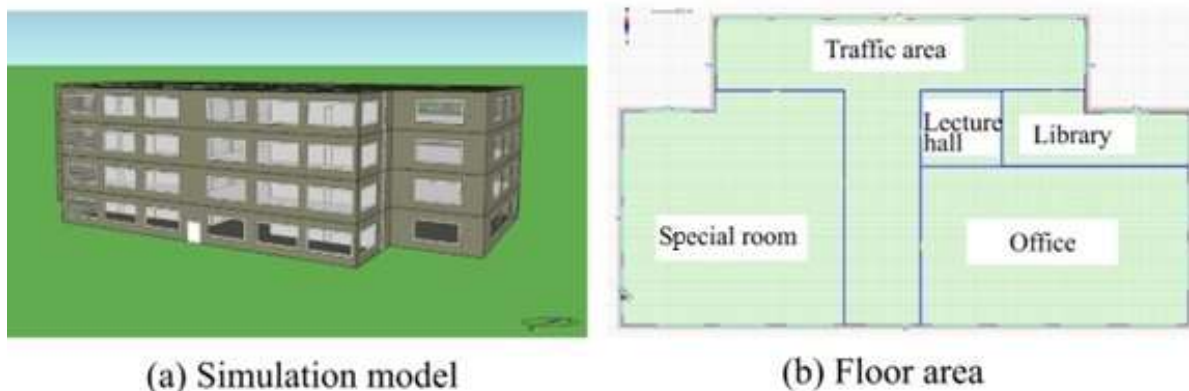 Traffic area
Lecture
hall
Library
Special room
Office
(a) Simulation model
(b) Floor area